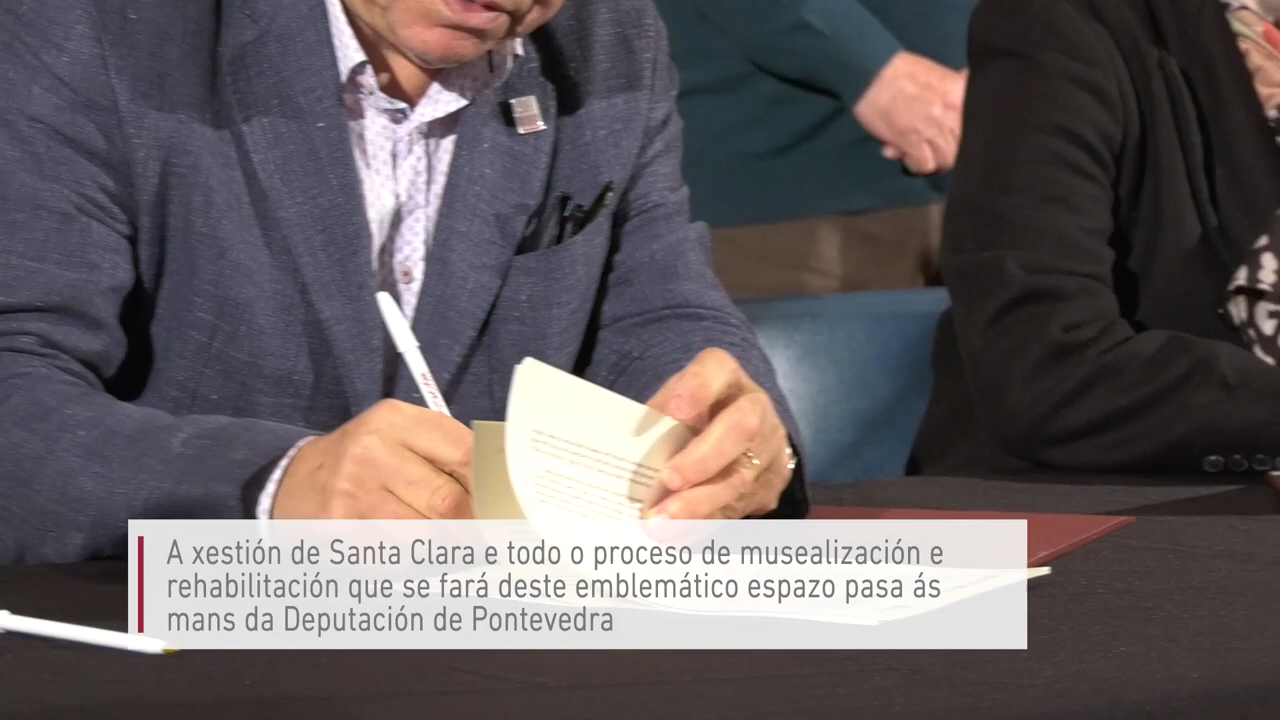 A xestión de Santa Clara e todo o proceso de musealización e
rehabilitación que se fará deste emblemático espazo pasa ás
mans da Deputación de Pontevedra